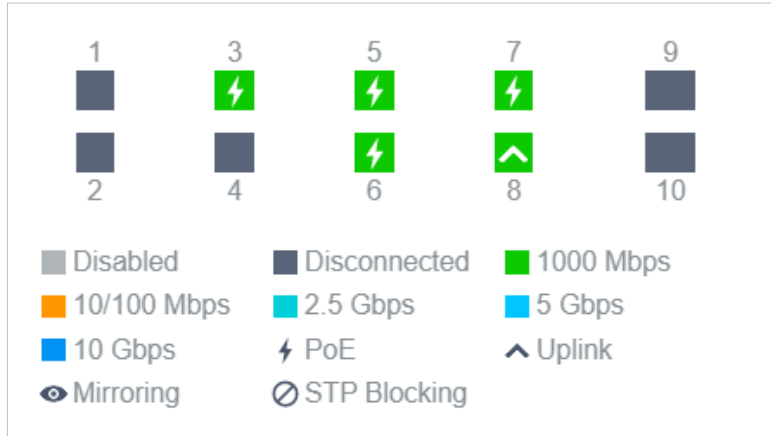 1 3 5 7 9
2 4 6 8 10
Disabled Disconnected 1000 Mbps
10/100 Mbps 2.5 Gbps 5 Gbps
10 Gbps PoE Uplink
Mirroring STP Blocking